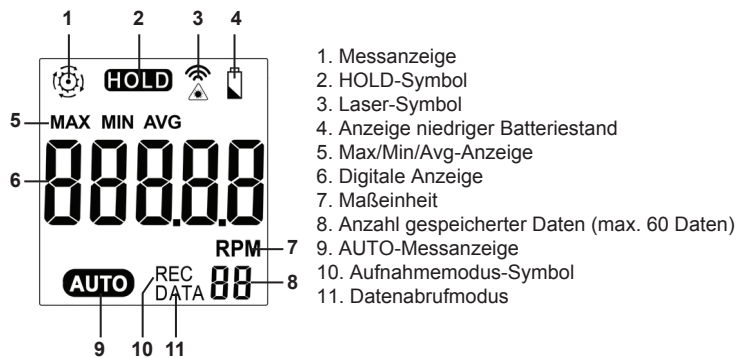 1 2 3 4
HOLD
5 MAX MIN AVG
6 888.8.8
RPM 7
AUTO REC 88 8
DATA
9 10 11
1. Messanzeige
2. HOLD-Symbol
3. Laser-Symbol
4. Anzeige niedriger Batteriestand
5. Max/Min/Avg-Anzeige
6. Digitale Anzeige
7. Maßeinheit
8. Anzahl gespeicherter Daten (max. 60 Daten)
9. AUTO-Messanzeige
10. Aufnahmemodus-Symbol
11. Datenabrufmodus